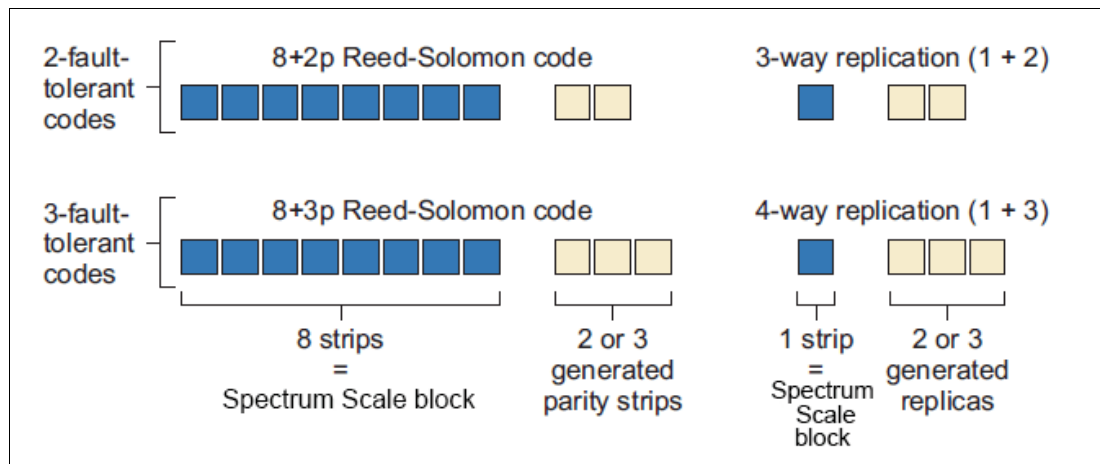 2-fault-
tolerant
codes
8+2p Reed-Solomon code
3-way replication (1 + 2)
3-fault-
tolerant
codes
8+3p Reed-Solomon code
4-way replication (1 + 3)
8 strips
=
Spectrum Scale block
2 or 3
generated
parity strips
1 strip
=
Spectrum
Scale
block
2 or 3
generated
replicas